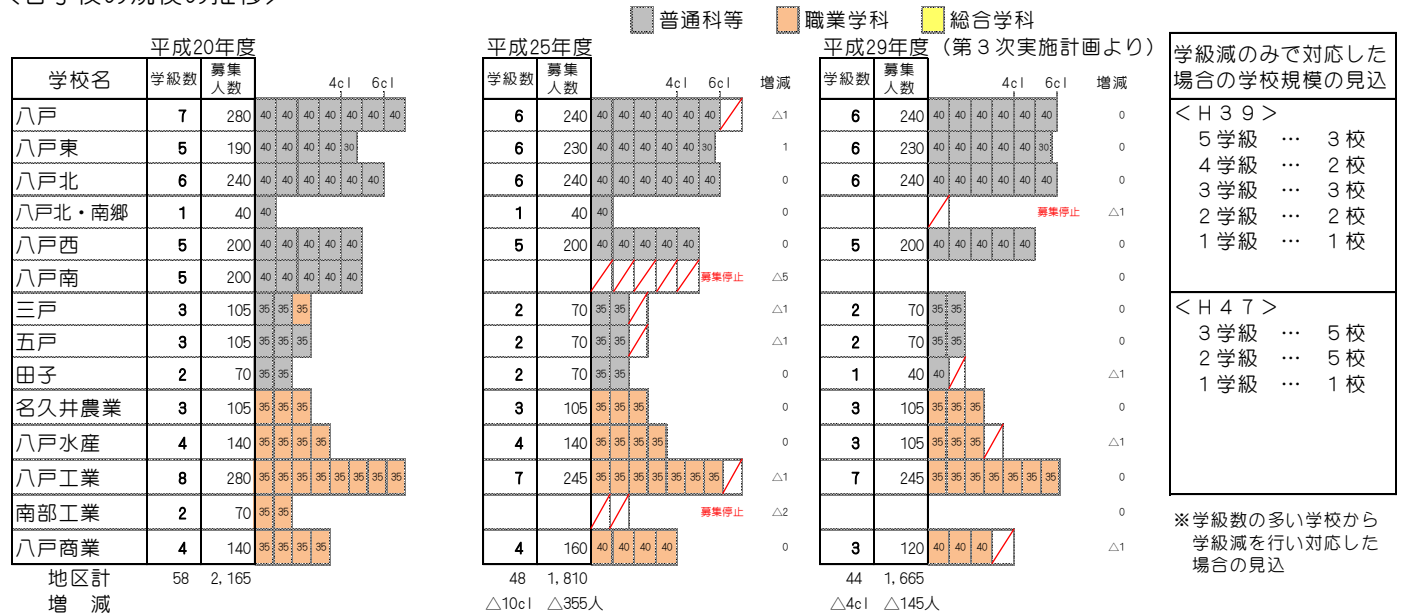 普通科等 職業学科 総合学科
平成20年度 平成25年度 平成29年度（第３次実施計画より）
学校名 学級数 募集人数 4cl 6cl 学級数 募集人数 4cl 6cl 増減 学級数 募集人数 4cl 6cl 増減
八戸 7 280 40 40 40 40 40 40 40 6 240 40 40 40 40 40 40 △1 6 240 40 40 40 40 40 40 0
八戸東 5 190 40 40 40 40 30 6 230 40 40 40 40 40 30 1 6 230 40 40 40 40 40 30 0
八戸北 6 240 40 40 40 40 40 40 6 240 40 40 40 40 40 40 0 6 240 40 40 40 40 40 40 0
八戸北・南郷 1 40 40 1 40 40 0 募集停止 △1
八戸西 5 200 40 40 40 40 40 5 200 40 40 40 40 40 0 5 200 40 40 40 40 40 0
八戸南 5 200 40 40 40 40 40 募集停止 △5 0
三戸 3 105 35 35 35 2 70 35 35 △1 2 70 35 35 0
五戸 3 105 35 35 35 2 70 35 35 △1 2 70 35 35 0
田子 2 70 35 35 2 70 35 35 0 1 40 40 △1
名久井農業 3 105 35 35 35 3 105 35 35 35 0 3 105 35 35 35 0
八戸水産 4 140 35 35 35 35 4 140 35 35 35 35 0 3 105 35 35 35 △1
八戸工業 8 280 35 35 35 35 35 35 35 35 7 245 35 35 35 35 35 35 35 △1 7 245 35 35 35 35 35 35 35 0
南部工業 2 70 35 35 募集停止 △2 0
八戸商業 4 140 35 35 35 35 4 160 40 40 40 40 0 3 120 40 40 40 △1
地区計 58 2,165 48 1,810 44 1,665
増　減 △10cl △355人 △4cl △145人
学級減のみで対応した
場合の学校規模の見込
＜Ｈ３９＞
５学級 … ３校
４学級 … ２校
３学級 … ３校
２学級 … ２校
１学級 … １校
＜Ｈ４７＞
３学級 … ５校
２学級 … ５校
１学級 … １校
※学級数の多い学校から
学級減を行い対応した
場合の見込